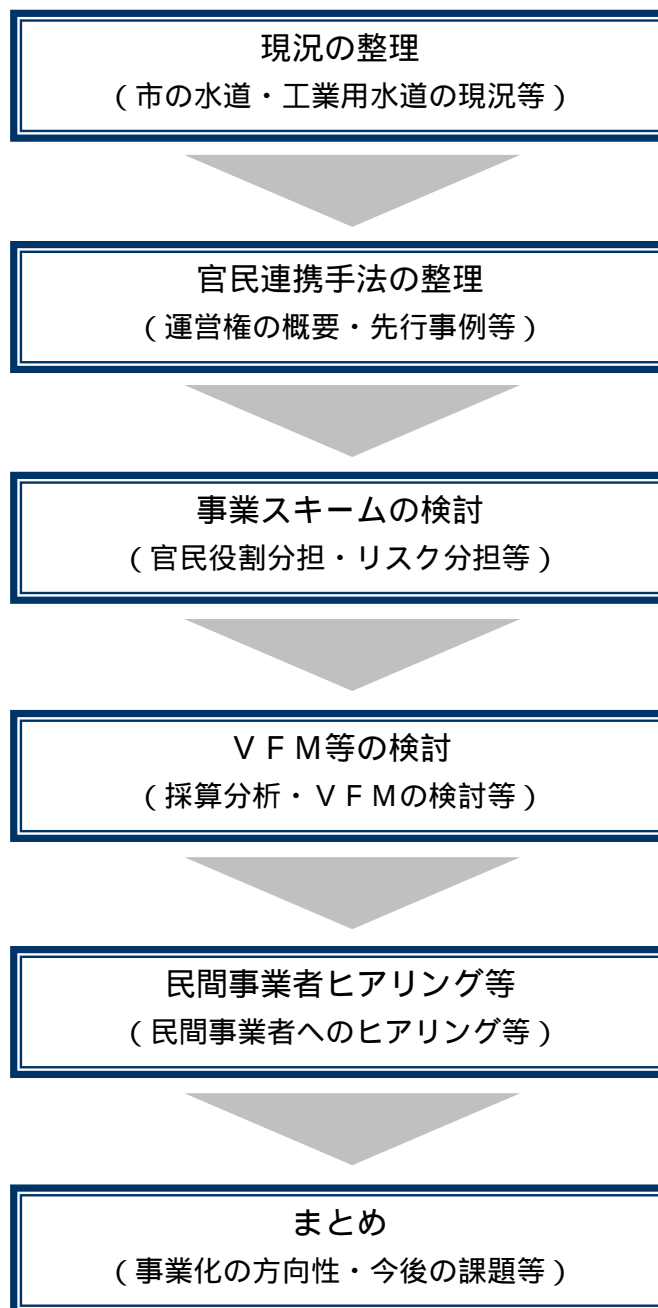 現況の整理
（市の水道・工業用水道の現況等）
官民連携手法の整理
（運営権の概要・先行事例等）
事業スキームの検討
（官民役割分担・リスク分担等）
ＶＦＭ等の検討
（採算分析・ＶＦＭの検討等）
民間事業者ヒアリング等
（民間事業者へのヒアリング等）
まとめ
（事業化の方向性・今後の課題等）